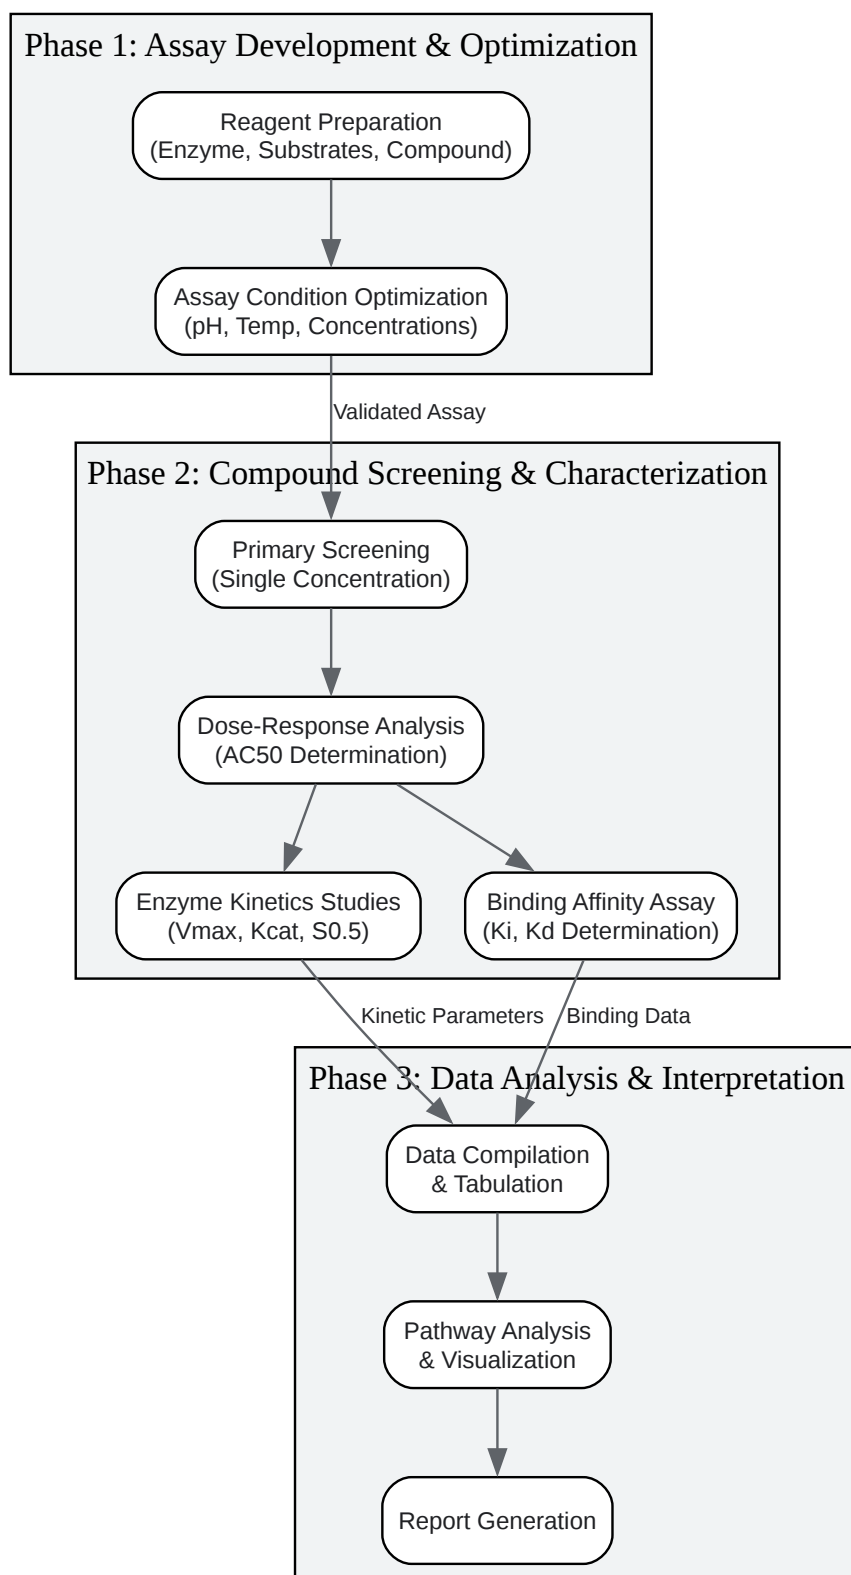 Phase 1: Assay Development & Optimization
Reagent Preparation
(Enzyme, Substrates, Compound)
Assay Condition Optimization
(pH, Temp, Concentrations)
Validated Assay
Phase 2: Compound Screening & Characterization
Primary Screening
(Single Concentration)
Dose-Response Analysis
(AC50 Determination)
Enzyme Kinetics Studies
(Vmax, Kcat, S0.5)
Binding Affinity Assay
(Ki, Kd Determination)
Kinetic Parameters
Binding Data
Phase 3: Data Analysis & Interpretation
Data Compilation
& Tabulation
Pathway Analysis
& Visualization
Report Generation